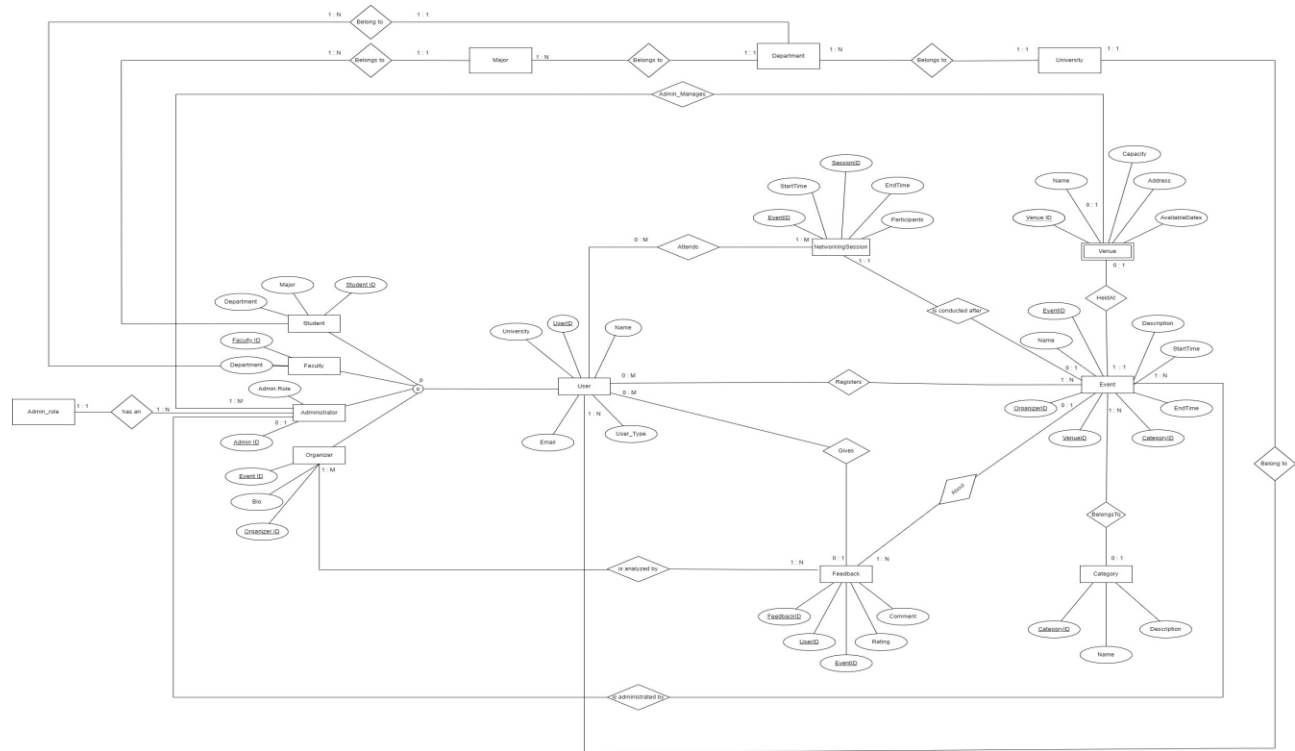 1 : N
1 : 1
Belong to
1 : N
1 : 1
Belongs to
Major
1 : N
Belongs to
1 : 1
Department
1 : N
Belongs to
1 : 1
University
1 : 1
Admin_Manages
SessionID
StartTime
EndTime
EventID
Participants
NetworkingSession
0 : M
Attends
1 : M
1 : 1
Capacity
Name
Address
0 : 1
Venue ID
AvailableDates
Venue
0 : 1
HeldAt
is conducted after
Major
Student ID
Department
Student
Faculty ID
Department
Faculty
Admin Role
1 : M
Administrator
0 : 1
Admin ID
Admin_role
1 : 1
has an
1 : N
Organizer
1 : M
Event ID
Bio
Organizer ID
o
University
UserID
Name
User
0 : M
0 : M
1 : N
Email
User_Type
Registers
Gives
EventID
Description
Name
StartTime
0 : 1
1 : 1
1 : N
1 : N
Event
OrganizerID
0 : 1
1 : N
EndTime
VenueID
CategoryID
About
BelongsTo
Belong to
is analyzed by
1 : N
0 : 1
1 : N
Feedback
FeedbackID
Comment
UserID
Rating
EventID
0 : 1
Category
CategoryID
Description
Name
is administrated by